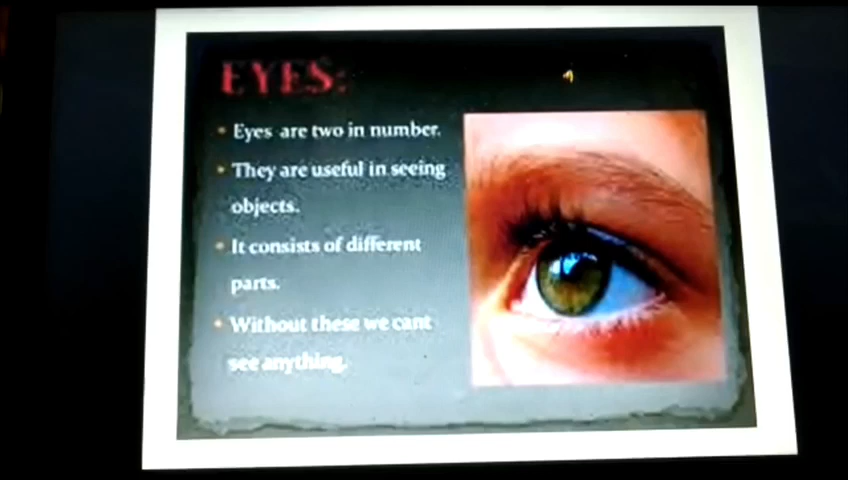 EYES:
Eyes are two in number.
They are useful in seeing
objects.
It consists of different
parts.
Without these we cant
see anything.